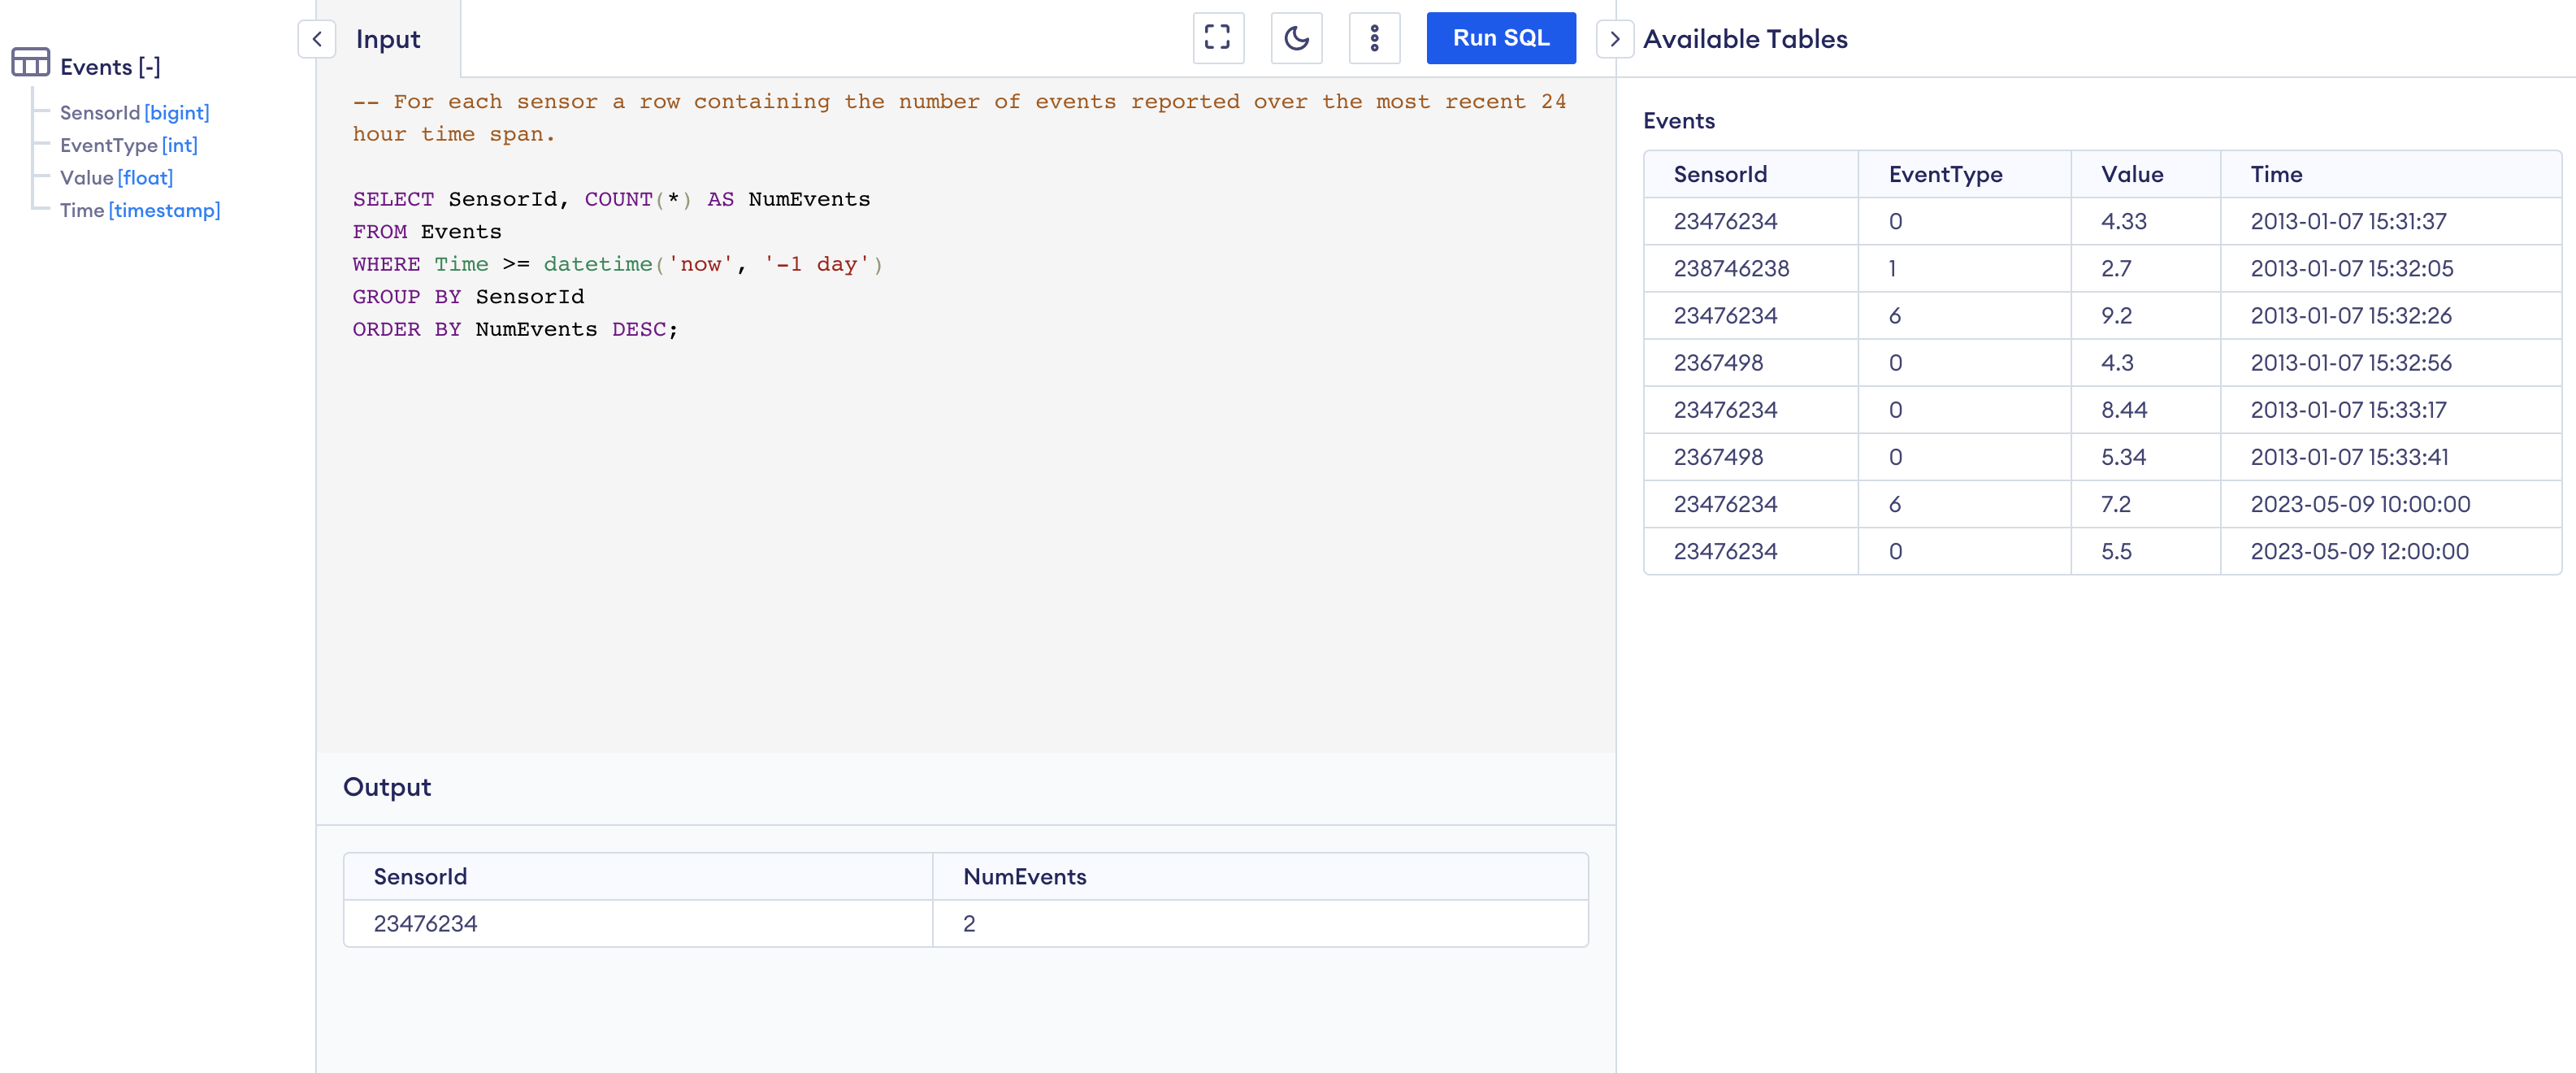 Events [-]
SensorId [bigint]
EventType [int]
Value [float]
Time [timestamp]
Input
Run SQL
-- For each sensor a row containing the number of events reported over the most recent 24
hour time span.
SELECT SensorId, COUNT(*) AS NumEvents
FROM Events
WHERE Time >= datetime('now', '-1 day')
GROUP BY SensorId
ORDER BY NumEvents DESC;
Output
SensorId NumEvents
23476234 2
Available Tables
Events
SensorId EventType Value Time
23476234 0 4.33 2013-01-07 15:31:37
238746238 1 2.7 2013-01-07 15:32:05
23476234 6 9.2 2013-01-07 15:32:26
2367498 0 4.3 2013-01-07 15:32:56
23476234 0 8.44 2013-01-07 15:33:17
2367498 0 5.34 2013-01-07 15:33:41
23476234 6 7.2 2023-05-09 10:00:00
23476234 0 5.5 2023-05-09 12:00:00